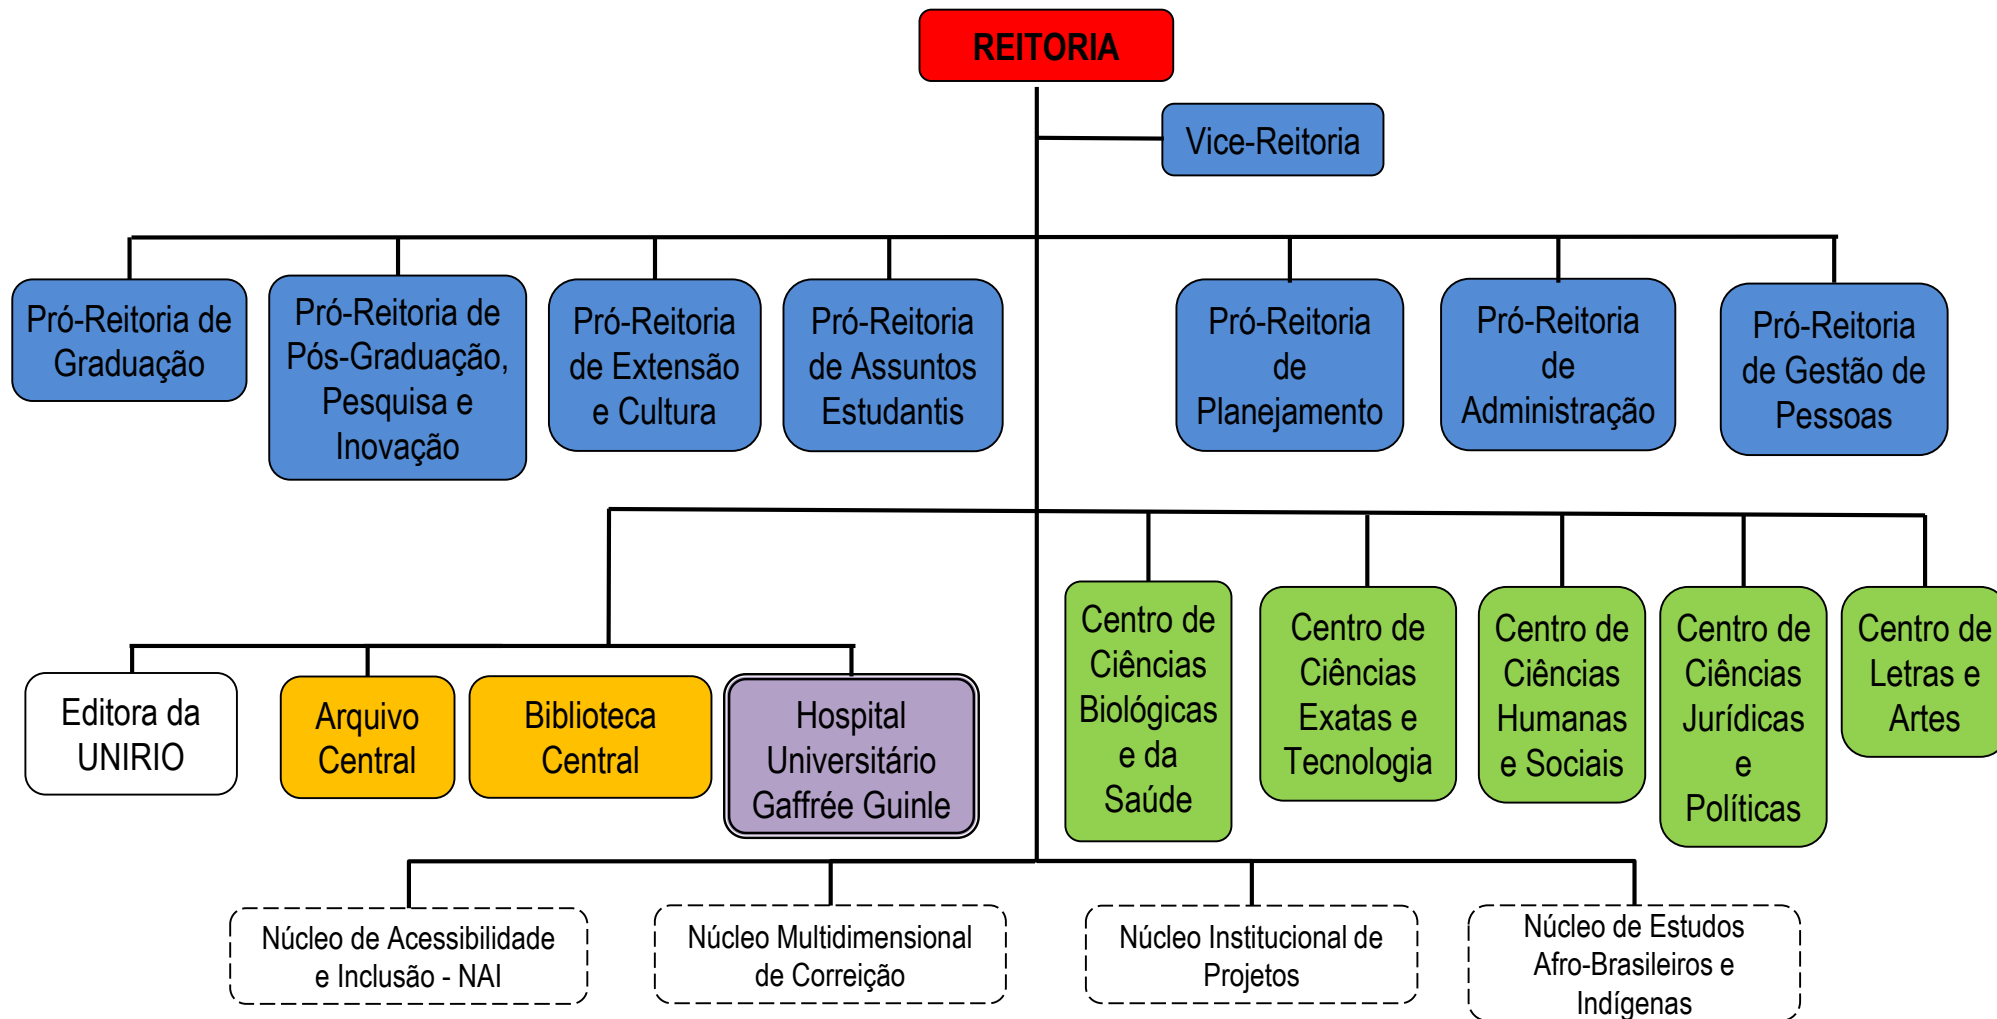 REITORIA
Vice-Reitoria
Pró-Reitoria de
Graduação
Pró-Reitoria de
Pós-Graduação,
Pesquisa e
Inovação
Pró-Reitoria
de Extensão
e Cultura
Pró-Reitoria
de Assuntos
Estudantis
Pró-Reitoria
de
Planejamento
Pró-Reitoria
de
Administração
Pró-Reitoria
de Gestão de
Pessoas
Editora da
UNIRIO
Arquivo
Central
Biblioteca
Central
Hospital
Universitário
Gaffrée Guinle
Centro de
Ciências
Biológicas
e da
Saúde
Centro de
Ciências
Exatas e
Tecnologia
Centro de
Ciências
Humanas
e Sociais
Centro de
Ciências
Jurídicas
e
Políticas
Centro de
Letras e
Artes
Núcleo de Acessibilidade
e Inclusão - NAI
Núcleo Multidimensional
de Correição
Núcleo Institucional de
Projetos
Núcleo de Estudos
Afro-Brasileiros e
Indígenas